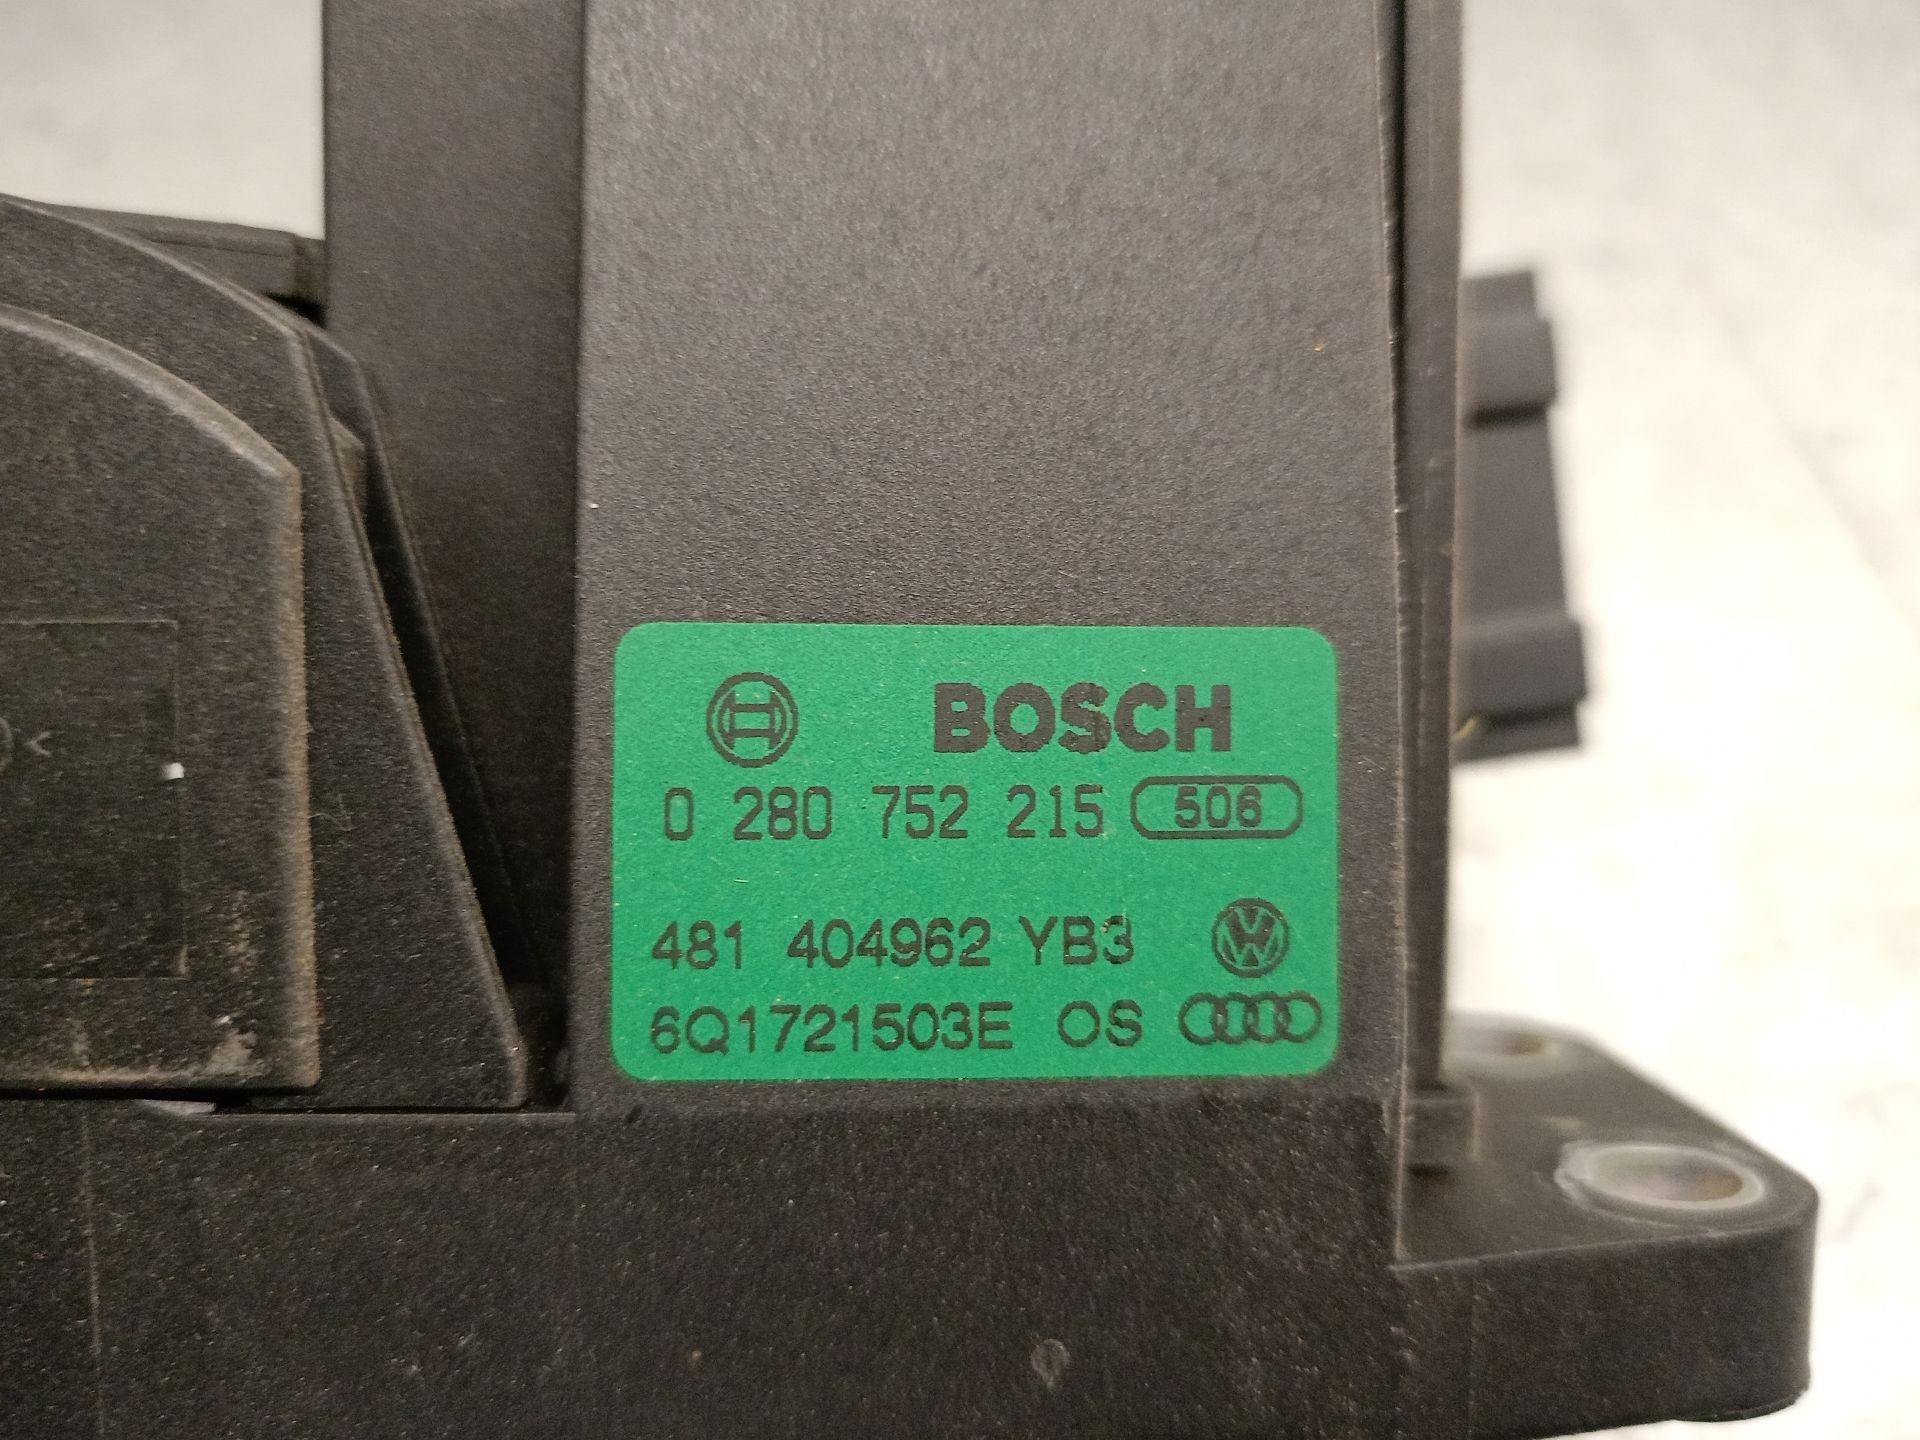 BOSCH
0 280 752 215 506
481 404962 YB3
6Q1721503E OS